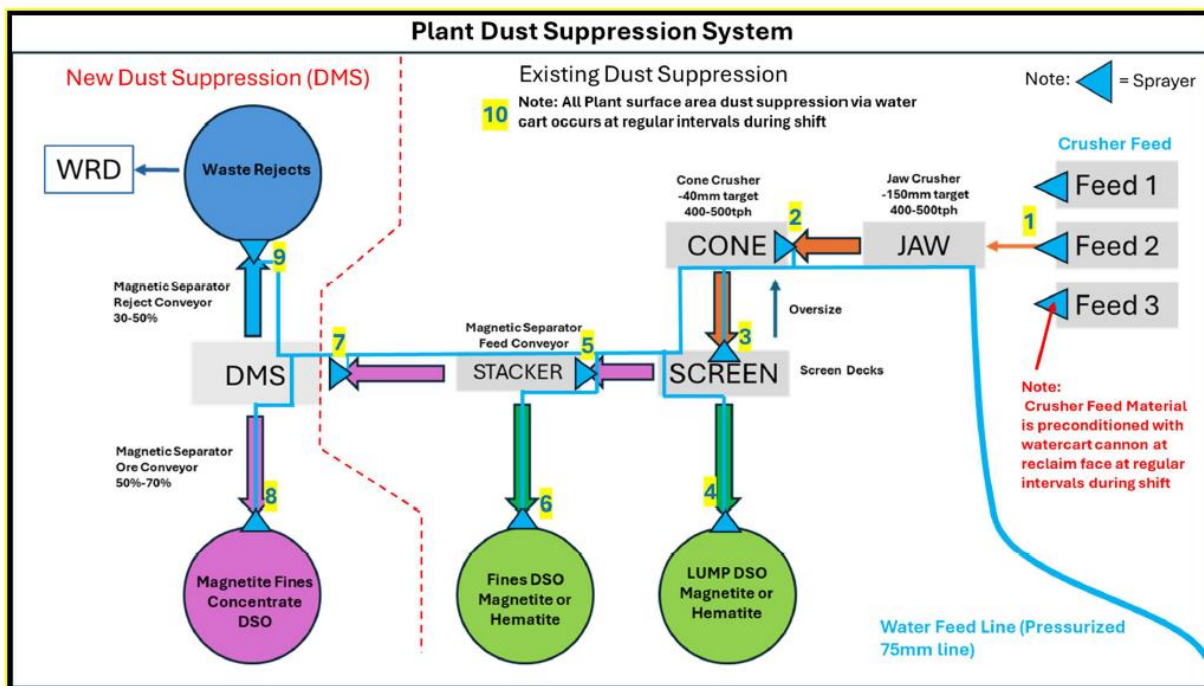 Plant Dust Suppression System
New Dust Suppression (DMS)
Existing Dust Suppression
Note:
= Sprayer
10
Note: All Plant surface area dust suppression via water
cart occurs at regular intervals during shift
WRD
Waste Rejects
Crusher Feed
Feed 1
Feed 2
Feed 3
1
Jaw Crusher
-150mm target
400-500tph
JAW
Cone Crusher
-40mm target
400-500tph
CONE
2
9
Magnetic Separator
Reject Conveyor
30-50%
Oversize
3
Magnetic Separator
Feed Conveyor
7
5
DMS
STACKER
SCREEN
Screen Decks
Note:
Crusher Feed Material
is preconditioned with
watercart cannon at
reclaim face at regular
intervals during shift
Magnetic Separator
Ore Conveyor
50%-70%
8
6
4
Magnetite Fines
Concentrate
DSO
Fines DSO
Magnetite or
Hematite
LUMP DSO
Magnetite or
Hematite
Water Feed Line (Pressurized
75mm line)